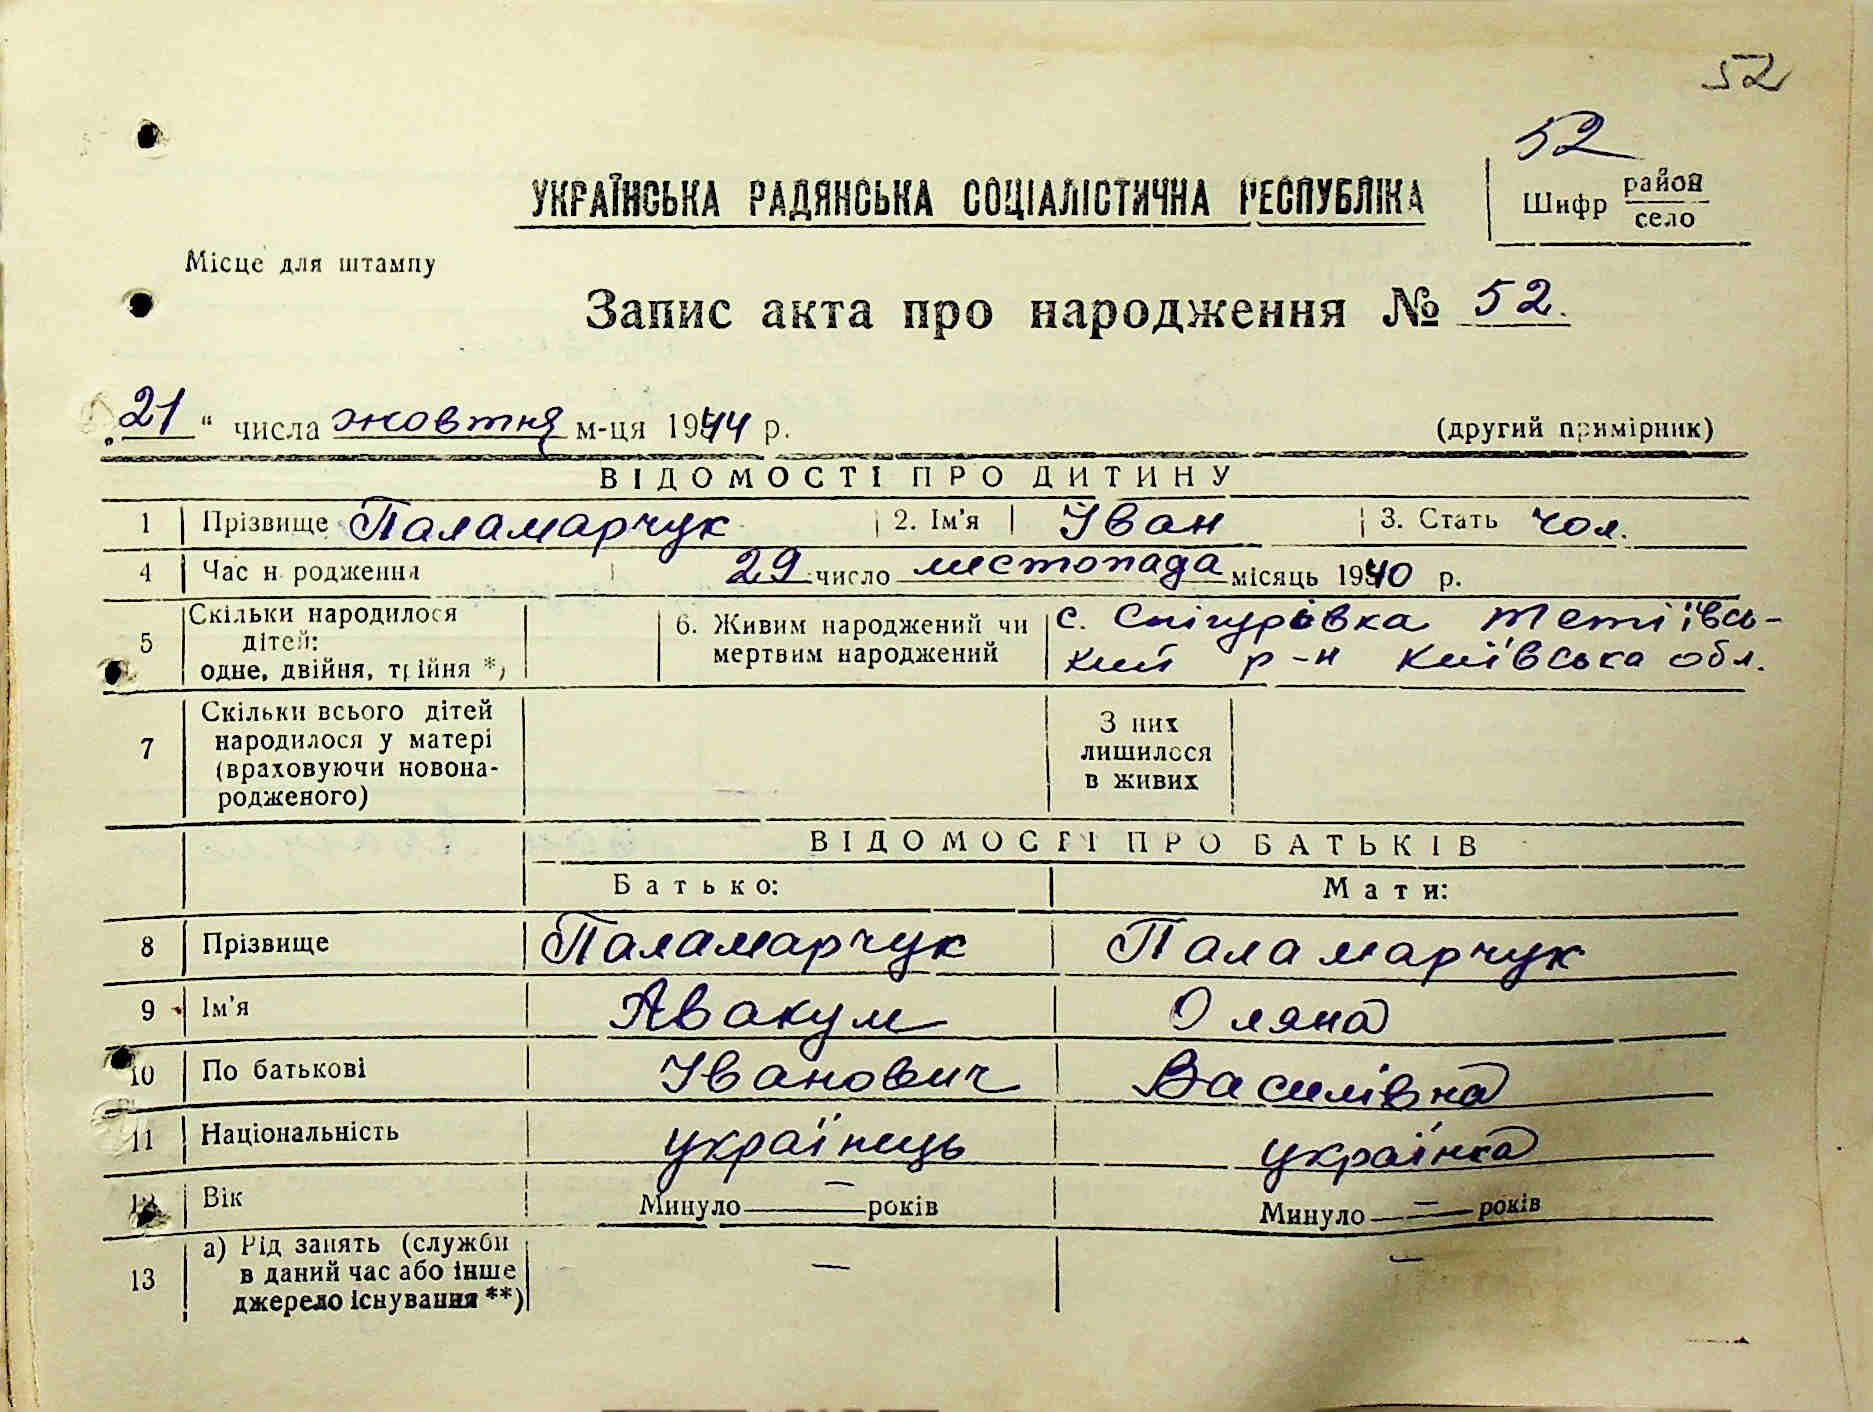 52
52
Шифр район
село
УКРАЇНСЬКА РАДЯНСЬКА СОЦІАЛІСТИЧНА РЕСПУБЛІКА
Місце для штампу
Запис акта про народження № 52.
„21“ числа жовтня м-ця 1944 р.
(другий примірник)
ВІДОМОСТІ ПРО ДИТИНУ
1 Прізвище Паламарчук 2. Ім'я Іван 3. Стать чол.
4 Час народження 29 число листопада місяць 1940 р.
5 Скільки народилося
дітей:
одне, двійня, трійня *)
6. Живим народжений чи
мертвим народжений
с. Снігурівка Тетіївсь-
кий р-н Київська обл.
7 Скільки всього дітей
народилося у матері
(враховуючи новона-
родженого)
З них
лишилося
в живих
ВІДОМОСТІ ПРО БАТЬКІВ
Батько: Мати:
8 Прізвище Паламарчук Паламарчук
9 Ім'я Авакум Оляна
10 По батькові Іванович Василівна
11 Національність українець українка
12 Вік Минуло — років Минуло — років
13 а) Рід занять (служби
в даний час або інше
джерело існування **)
— —